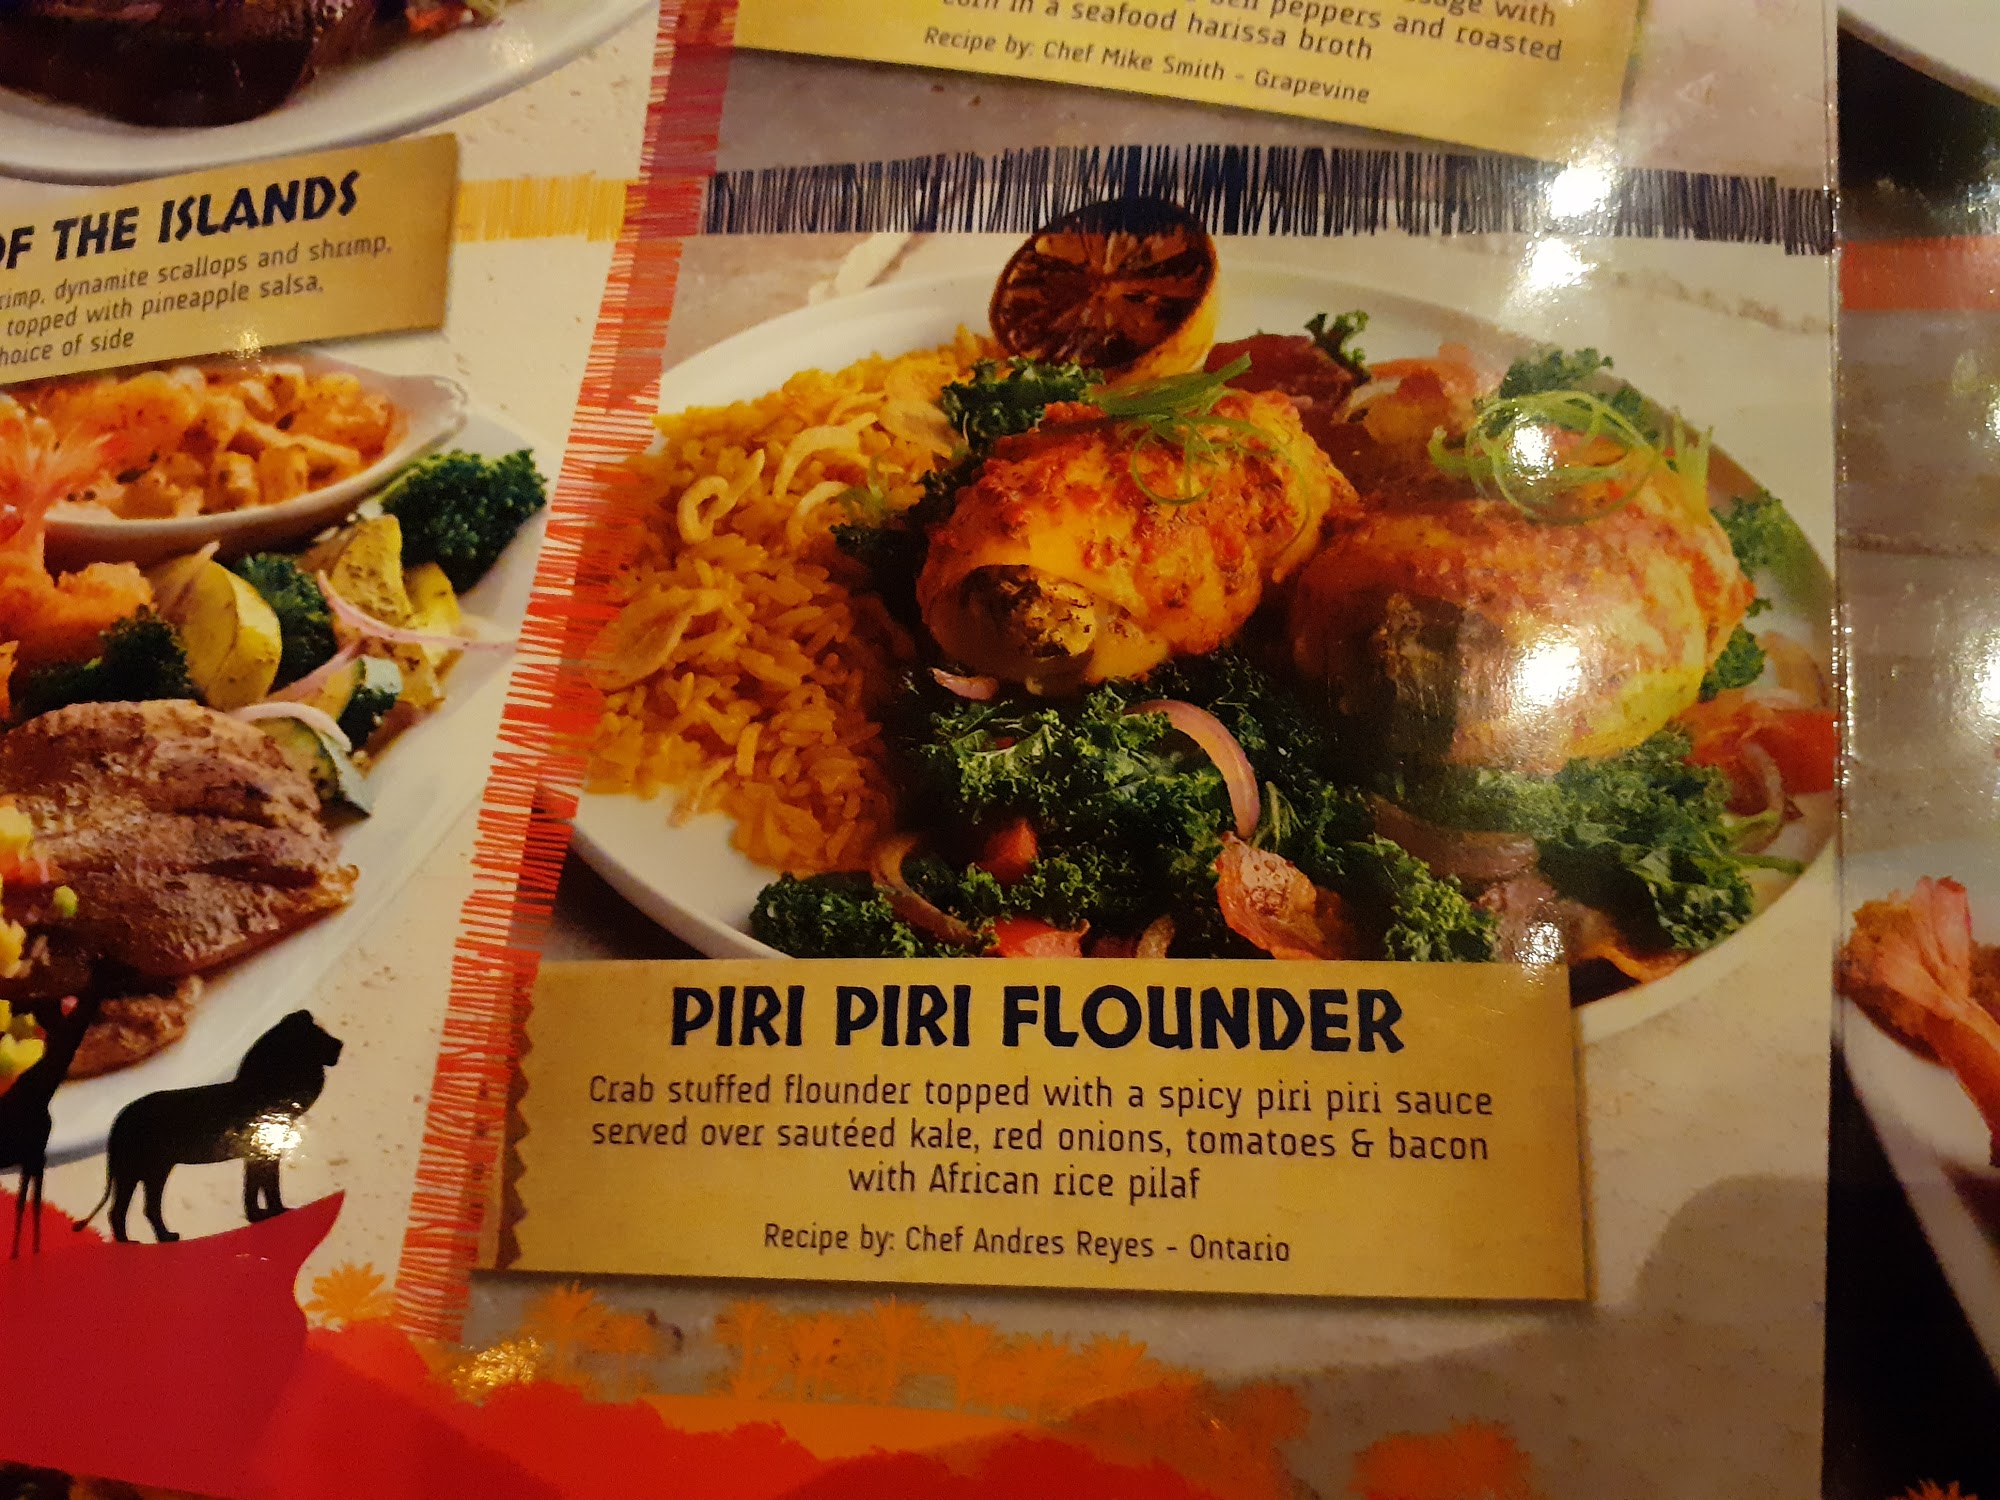 with
peppers and roasted
in a seafood harissa broth
Recipe by: Chef Mike Smith - Grapevine
OF THE ISLANDS
dynamite scallops and shrimp,
topped with pineapple salsa,
of side
PIRI PIRI FLOUNDER
Crab stuffed flounder topped with a spicy piri piri sauce
served over sautéed kale, red onions, tomatoes & bacon
with African rice pilaf
Recipe by: Chef Andres Reyes - Ontario